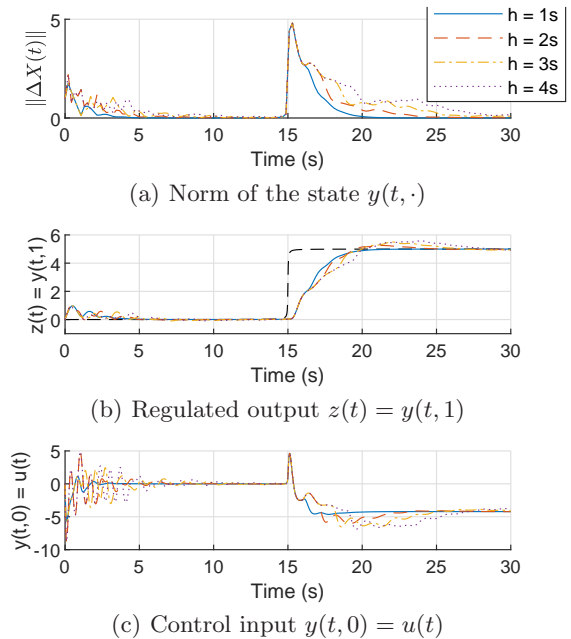 5
0
||ΔX(t)||
h = 1s
h = 2s
h = 3s
h = 4s
0 5 10 15 20 25 30
Time (s)
(a) Norm of the state y(t, ·)
6
4
2
0
z(t) = y(t,1)
0 5 10 15 20 25 30
Time (s)
(b) Regulated output z(t) = y(t, 1)
5
0
-5
-10
y(t,0) = u(t)
0 5 10 15 20 25 30
Time (s)
(c) Control input y(t, 0) = u(t)